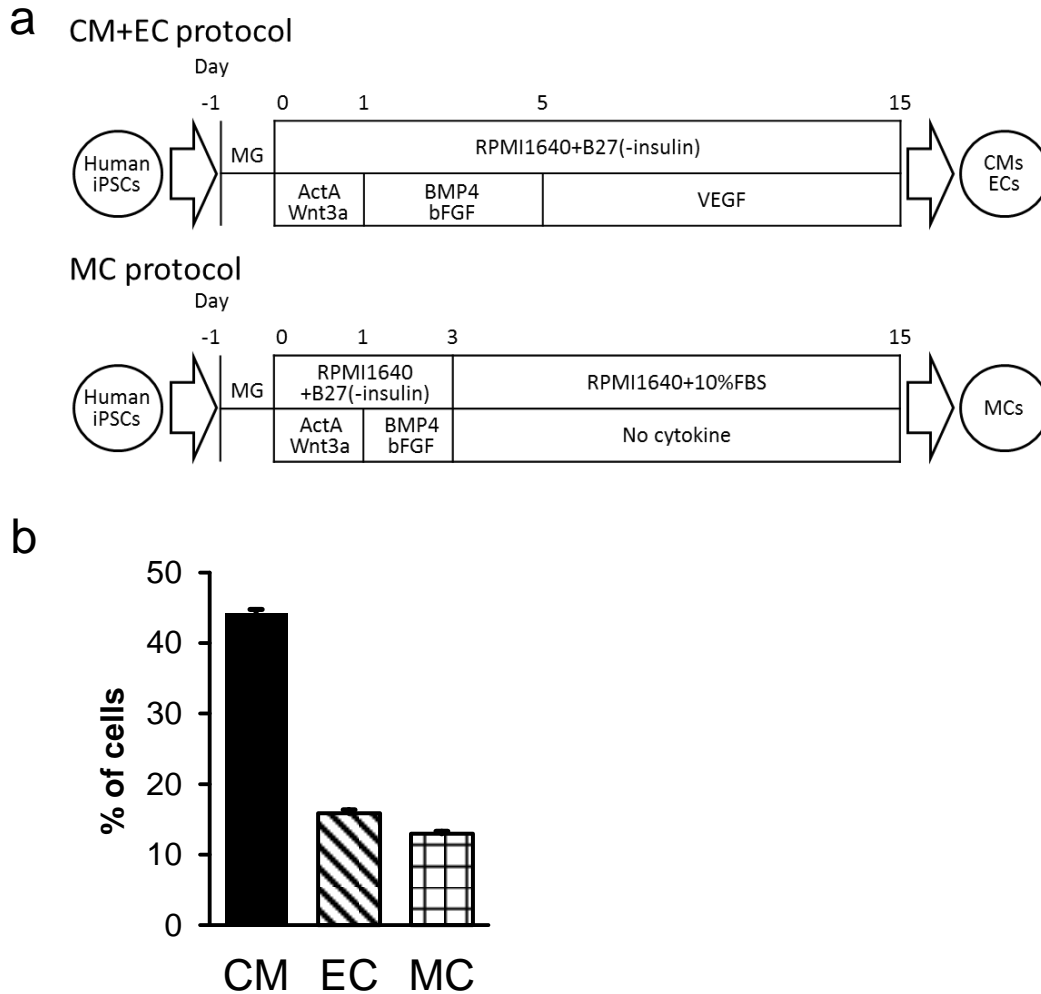 a
CM+EC protocol
Day
-1 0 1 5 15
Human
iPSCs
MG
RPMI1640+B27(-insulin)
ActA
Wnt3a
BMP4
bFGF
VEGF
CMs
ECs
MC protocol
Day
-1 0 1 3 15
Human
iPSCs
MG
RPMI1640
+B27(-insulin)
RPMI1640+10%FBS
ActA
Wnt3a
BMP4
bFGF
No cytokine
MCs
b
% of cells
50
40
30
20
10
0
CM EC MC